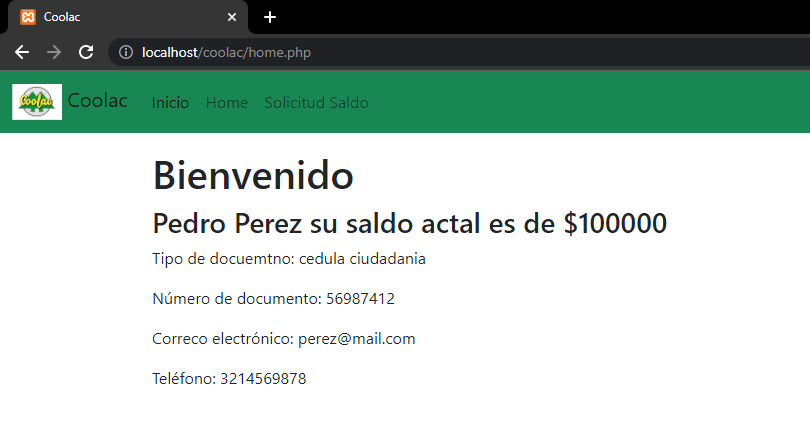 Coolac
localhost/coolac/home.php
Coolac Coolac Inicio Home Solicitud Saldo
Bienvenido
Pedro Perez su saldo actal es de $100000
Tipo de docuemtno: cedula ciudadania
Número de documento: 56987412
Correco electrónico: perez@mail.com
Teléfono: 3214569878